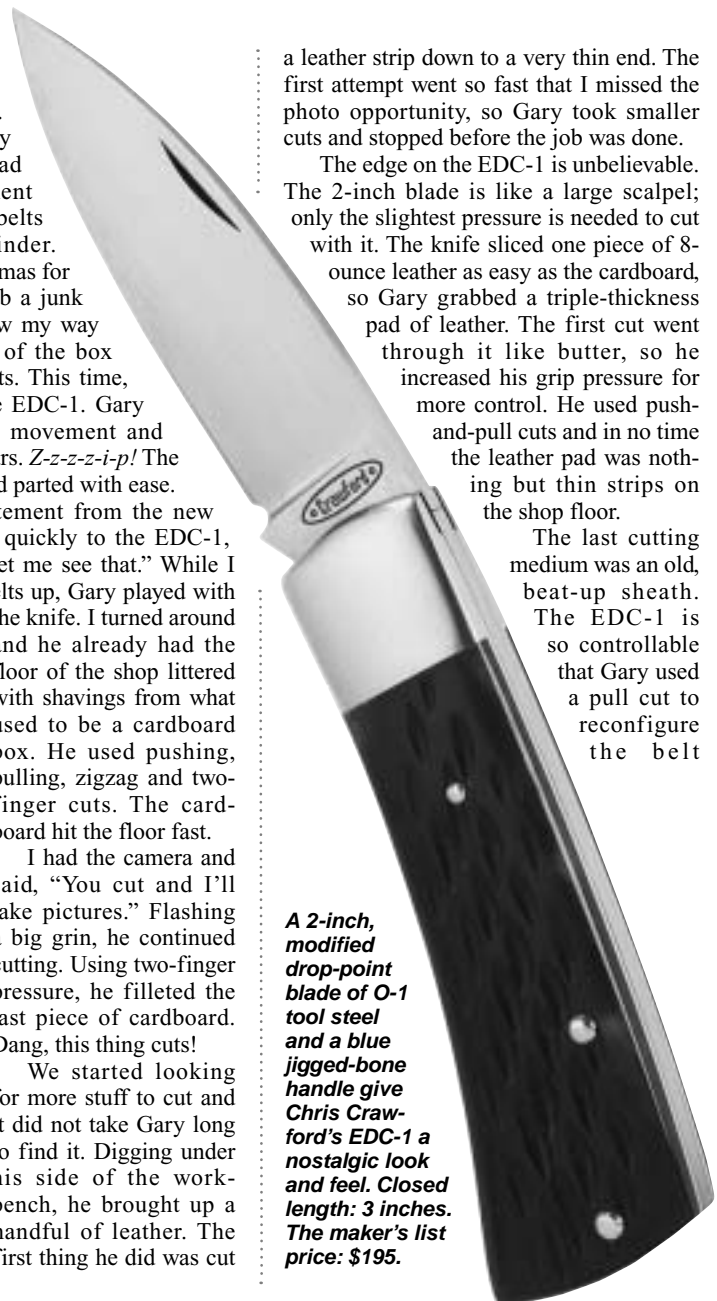 .
y
ad
ent
belts
inder.
mas for
b a junk
w my way
of the box
ts. This time,
e EDC-1. Gary
movement and
rs. Z-z-z-z-i-p! The
d parted with ease.
tement from the new
quickly to the EDC-1,
et me see that.” While I
elts up, Gary played with
the knife. I turned around
and he already had the
floor of the shop littered
with shavings from what
used to be a cardboard
box. He used pushing,
pulling, zigzag and two-
finger cuts. The card-
board hit the floor fast.
I had the camera and
said, “You cut and I’ll
take pictures.” Flashing
a big grin, he continued
cutting. Using two-finger
pressure, he filleted the
last piece of cardboard.
Dang, this thing cuts!
We started looking
for more stuff to cut and
it did not take Gary long
to find it. Digging under
his side of the work-
bench, he brought up a
handful of leather. The
first thing he did was cut
a leather strip down to a very thin end. The
first attempt went so fast that I missed the
photo opportunity, so Gary took smaller
cuts and stopped before the job was done.
The edge on the EDC-1 is unbelievable.
The 2-inch blade is like a large scalpel;
only the slightest pressure is needed to cut
with it. The knife sliced one piece of 8-
ounce leather as easy as the cardboard,
so Gary grabbed a triple-thickness
pad of leather. The first cut went
through it like butter, so he
increased his grip pressure for
more control. He used push-
and-pull cuts and in no time
the leather pad was noth-
ing but thin strips on
the shop floor.
The last cutting
medium was an old,
beat-up sheath.
The EDC-1 is
so controllable
that Gary used
a pull cut to
reconfigure
the belt
Crawford
A 2-inch,
modified
drop-point
blade of O-1
tool steel
and a blue
jigged-bone
handle give
Chris Craw-
ford’s EDC-1 a
nostalgic look
and feel. Closed
length: 3 inches.
The maker’s list
price: $195.